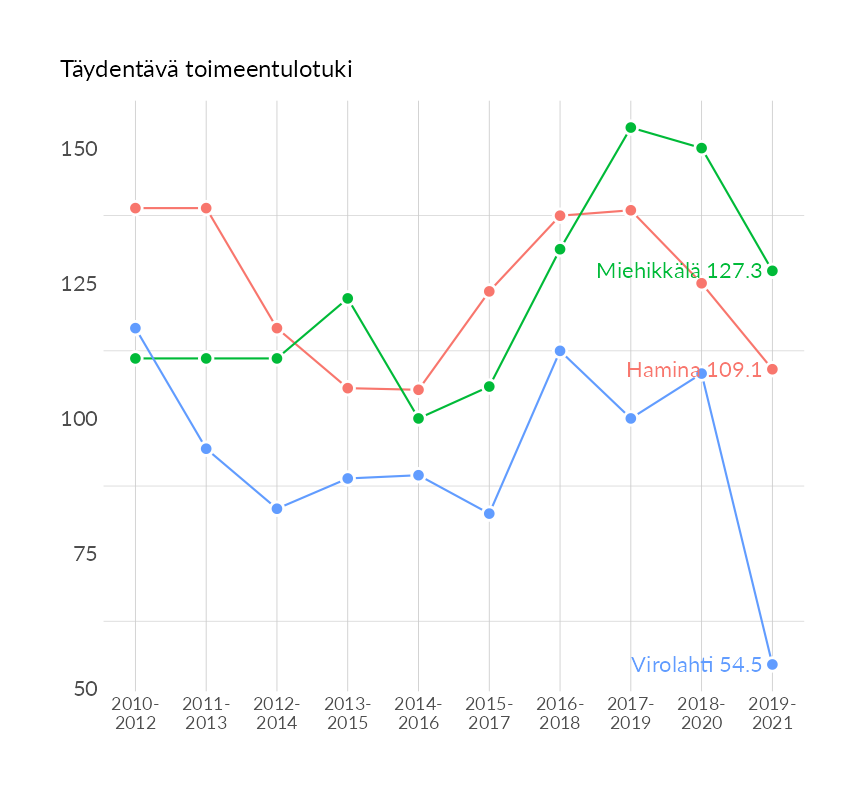 Täydentävä toimeentulotuki
150
125
100
75
50
Miehikkälä 127.3
Hamina 109.1
Virolahti 54.5
2010- 2011- 2012- 2013- 2014- 2015- 2016- 2017- 2018- 2019-
2012 2013 2014 2015 2016 2017 2018 2019 2020 2021